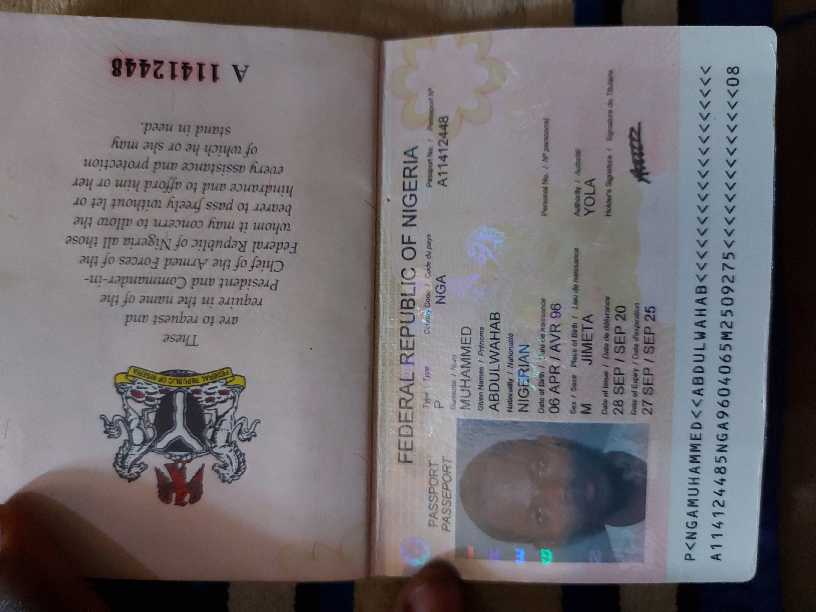 FEDERAL REPUBLIC OF NIGERIA
PASSPORT
PASSEPORT
Type / Type
P
Country Code / Code du pays
NGA
Passport No. / Passeport N°
A11412448
Surname / Nom
MUHAMMED
Given Names / Prénoms
ABDULWAHAB
Nationality / Nationalité
NIGERIAN
Date of Birth / Date de naissance
06 APR / AVR 96
Personal No. / N° personnel
Sex / Sexe
M
Place of Birth / Lieu de naissance
JIMETA
Date of Issue / Date de délivrance
28 SEP / SEP 20
Authority / Autorité
YOLA
Date of Expiry / Date d'expiration
27 SEP / SEP 25
Holder's Signature / Signature du Titulaire
P<NGAMUHAMMED<<ABDULWAHAB<<<<<<<<<<<<<<<<<<<
A114124485NGA9604065M2509275<<<<<<<<<<<<<<08
FEDERAL REPUBLIC OF NIGERIA
These
are to request and
require in the name of the
President and Commander-in-
Chief of the Armed Forces of the
Federal Republic of Nigeria all those
whom it may concern to allow the
bearer to pass freely without let or
hindrance and to afford him or her
every assistance and protection
of which he or she may
stand in need.
A 11412448